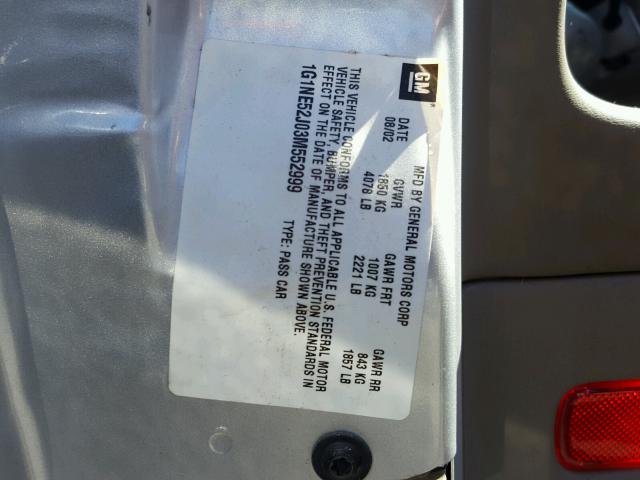 GM
MFD BY GENERAL MOTORS CORP
DATE GVWR GAWR FRT GAWR RR
08/02 1850 KG 1007 KG 843 KG
4078 LB 2221 LB 1857 LB
THIS VEHICLE CONFORMS TO ALL APPLICABLE U.S. FEDERAL MOTOR
VEHICLE SAFETY, BUMPER, AND THEFT PREVENTION STANDARDS IN
EFFECT ON THE DATE OF MANUFACTURE SHOWN ABOVE.
1G1NE52J03M552999 TYPE: PASS CAR